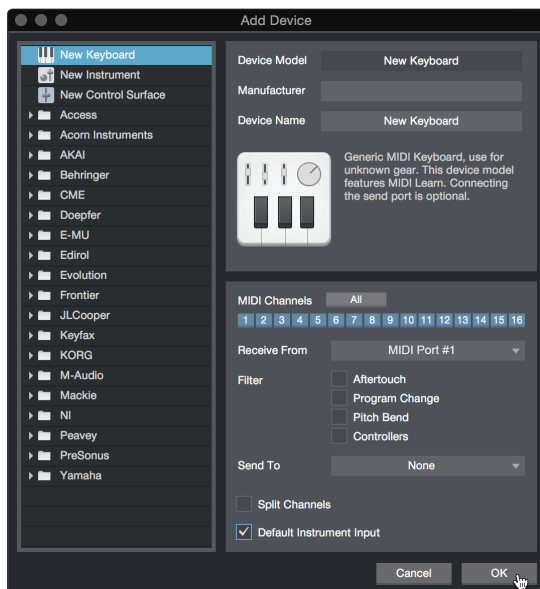 Add Device
New Keyboard
New Instrument
New Control Surface
Access
Acorn Instruments
AKAI
Behringer
CME
Doepfer
E-MU
Edirol
Evolution
Frontier
JLCooper
Keyfax
KORG
M-Audio
Mackie
NI
Peavey
PreSonus
Yamaha
Device Model New Keyboard
Manufacturer
Device Name New Keyboard
Generic MIDI Keyboard, use for
unknown gear. This device model
features MIDI Learn. Connecting
the send port is optional.
MIDI Channels All
1 2 3 4 5 6 7 8 9 10 11 12 13 14 15 16
Receive From MIDI Port #1
Filter Aftertouch
Program Change
Pitch Bend
Controllers
Send To None
Split Channels
Default Instrument Input
Cancel OK